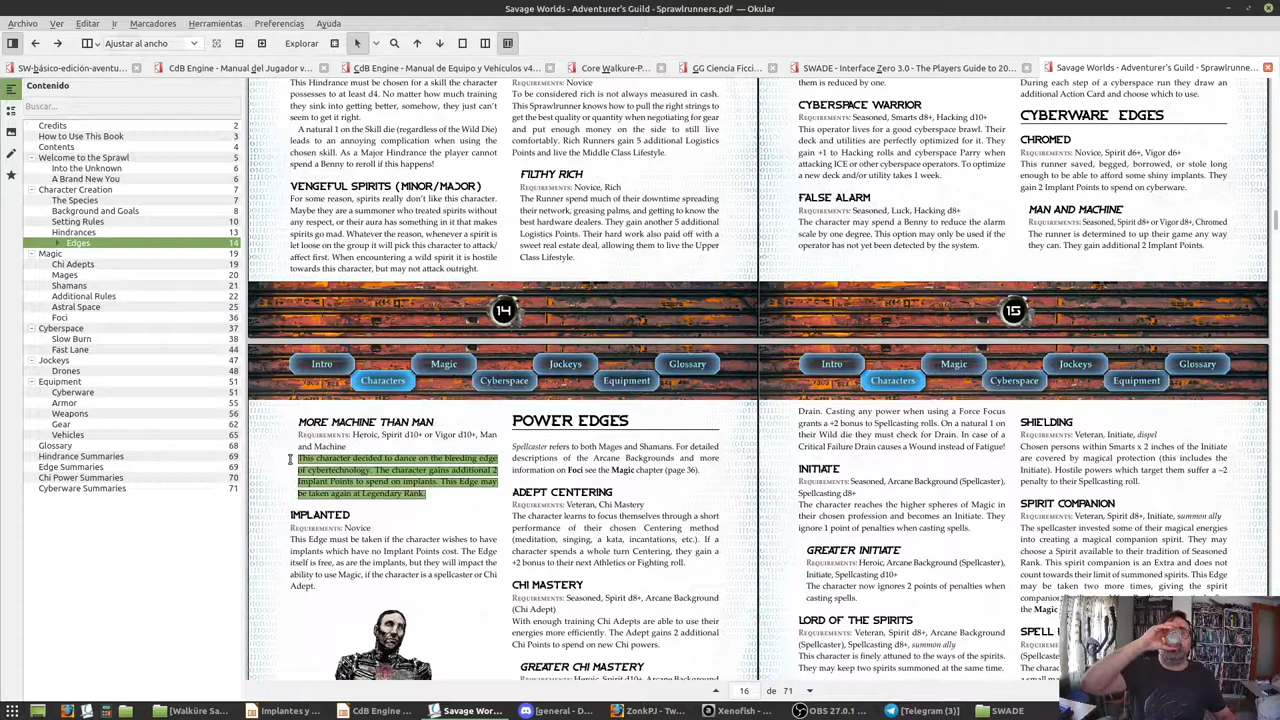 Savage Worlds - Adventurer's Guild - Sprawlrunners.pdf — Okular
Archivo Ver Editar Ir Marcadores Herramientas Preferencias Ayuda
Ajustar al ancho
Explorar
SW-básico-edición-aventu...
CdB Engine - Manual del Jugador v...
CdB Engine - Manual de Equipo y Vehículos v4...
Core Walkure-P...
GG Ciencia Ficci...
SWADE - Interface Zero 3.0 - The Players Guide to 20...
Savage Worlds - Adventurer's Guild - Sprawlrunne...
Contenido
Buscar...
Credits 2
How to Use This Book 3
Contents 4
Welcome to the Sprawl 5
Into the Unknown 6
A Brand New You 6
Character Creation 7
The Species 7
Background and Goals 8
Setting Rules 10
Hindrances 13
Edges 14
Magic 19
Chi Adepts 19
Mages 20
Shamans 21
Additional Rules 22
Astral Space 25
Foci 36
Cyberspace 37
Slow Burn 38
Fast Lane 44
Jockeys 47
Drones 48
Equipment 51
Cyberware 51
Armor 55
Weapons 56
Gear 62
Vehicles 65
Glossary 68
Hindrance Summaries 69
Edge Summaries 69
Chi Power Summaries 70
Cyberware Summaries 71
This Hindrance must be chosen for a skill the character
possesses to at least d4. No matter how much training
they sink into getting better, somehow, they just can't
seem to get it right.
A natural 1 on the Skill die (regardless of the Wild Die)
leads to an annoying complication when using the
chosen skill. As a Major Hindrance the player cannot
spend a Benny to reroll if this happens!
VENGEFUL SPIRITS (MINOR/MAJOR)
For some reason, spirits really don't like this character.
Maybe they are a summoner who treated spirits without
any respect, or their aura has something in it that makes
spirits go mad. Whatever the reason, whenever a spirit is
let loose on the group it will pick this character to attack/
affect first. When encountering a wild spirit it is hostile
towards this character, but may not attack outright.
REQUIREMENTS: Novice
To be considered rich is not always measured in cash.
This Sprawlrunner knows how to pull the right strings to
get the best quality or quantity when negotiating for gear
and put enough money on the side to still live
comfortably. Rich Runners gain 5 additional Logistics
Points and live the Middle Class Lifestyle.
FILTHY RICH
REQUIREMENTS: Novice, Rich
The Runner spend much of their downtime spreading
their network, greasing palms, and getting to know the
best hardware dealers. They gain another 5 additional
Logistics Points. Their hard work also paid off with a
sweet real estate deal, allowing them to live the Upper
Class Lifestyle.
them is reduced by one.
CYBERSPACE WARRIOR
REQUIREMENTS: Seasoned, Smarts d8+, Hacking d10+
This operator lives for a good cyberspace brawl. Their
deck and utilities are perfectly optimized for it. They
gain +1 to Hacking rolls and cyberspace Parry when
attacking ICE or other cyberspace operators. To optimize
a new deck and/or utility takes 1 week.
FALSE ALARM
REQUIREMENTS: Seasoned, Luck, Hacking d8+
The character may spend a Benny to reduce the alarm
scale by one degree. This option may only be used if the
operator has not yet been detected by the system.
During each step of a cyberspace run they draw an
additional Action Card and choose which to use.
CYBERWARE EDGES
CHROMED
REQUIREMENTS: Novice, Spirit d6+, Vigor d6+
This runner saved, begged, borrowed, or stole long
enough to be able to afford some shiny implants. They
gain 2 Implant Points to spend on cyberware.
MAN AND MACHINE
REQUIREMENTS: Seasoned, Spirit d8+ or Vigor d8+, Chromed
The runner is determined to up their game any way
they can. They gain additional 2 Implant Points.
14
15
Intro Magic Jockeys Glossary
Characters Cyberspace Equipment
Intro Magic Jockeys Glossary
Characters Cyberspace Equipment
MORE MACHINE THAN MAN
REQUIREMENTS: Heroic, Spirit d10+ or Vigor d10+, Man
and Machine
This character decided to dance on the bleeding edge
of cybertechnology. The character gains additional 2
Implant Points to spend on implants. This Edge may
be taken again at Legendary Rank.
IMPLANTED
REQUIREMENTS: Novice
This Edge must be taken if the character wishes to have
implants which have no Implant Points cost. The Edge
itself is free, as are the implants, but they will impact the
ability to use Magic, if the character is a spellcaster or Chi
Adept.
POWER EDGES
Spellcaster refers to both Mages and Shamans. For detailed
descriptions of the Arcane Backgrounds and more
information on Foci see the Magic chapter (page 36).
ADEPT CENTERING
REQUIREMENTS: Veteran, Chi Mastery
The character learns to focus themselves through a short
performance of their chosen Centering method
(meditation, singing, a kata, incantations, etc.). If a
character spends a whole turn Centering, they gain a
+2 bonus to their next Athletics or Fighting roll.
CHI MASTERY
REQUIREMENTS: Seasoned, Spirit d8+, Arcane Background
(Chi Adept)
With enough training Chi Adepts are able to use their
energies more efficiently. The Adept gains 2 additional
Chi Points to spend on new Chi powers.
GREATER CHI MASTERY
REQUIREMENTS: Heroic, Spirit d10+, Arcane Background
Drain. Casting any power when using a Force Focus
grants a +2 bonus to Spellcasting rolls. On a natural 1 on
their Wild die they must check for Drain. In case of a
Critical Failure Drain causes a Wound instead of Fatigue!
INITIATE
REQUIREMENTS: Seasoned, Arcane Background (Spellcaster),
Spellcasting d8+
The character reaches the higher spheres of Magic in
their chosen profession and becomes an Initiate. They
ignore 1 point of penalties when casting spells.
GREATER INITIATE
REQUIREMENTS: Heroic, Arcane Background (Spellcaster),
Initiate, Spellcasting d10+
The character now ignores 2 points of penalties when
casting spells.
LORD OF THE SPIRITS
REQUIREMENTS: Veteran, Spirit d8+, Arcane Background
(Spellcaster), Spellcasting d8+, summon ally
This character is finely attuned to the ways of the spirits.
They may keep two spirits summoned at the same time.
SHIELDING
REQUIREMENTS: Veteran, Initiate, dispel
Chosen persons within Smarts x 2 inches of the Initiate
are covered by magical protection (this includes the
Initiate). Hostile powers which target them suffer a –2
penalty to their Spellcasting roll.
SPIRIT COMPANION
REQUIREMENTS: Veteran, Spirit d8+, Initiate, summon ally
The spellcaster invested some of their magical energies
into creating a magical companion spirit. They may
choose a Spirit available to their tradition of Seasoned
Rank. This spirit companion is an Extra and does not
count towards their limit of summoned spirits. This Edge
may be taken two more times, giving the spirit
companion
the Magic
SPELL
REQUIREMENTS:
The charac
a small m
16 de 71
[Walküre Sa...
Implantes y ...
CdB Engine ...
Savage Wor...
[general - D...
ZonkPJ - Tw...
Xenofish - ...
OBS 27.0.1 ...
[Telegram (3)]
SWADE